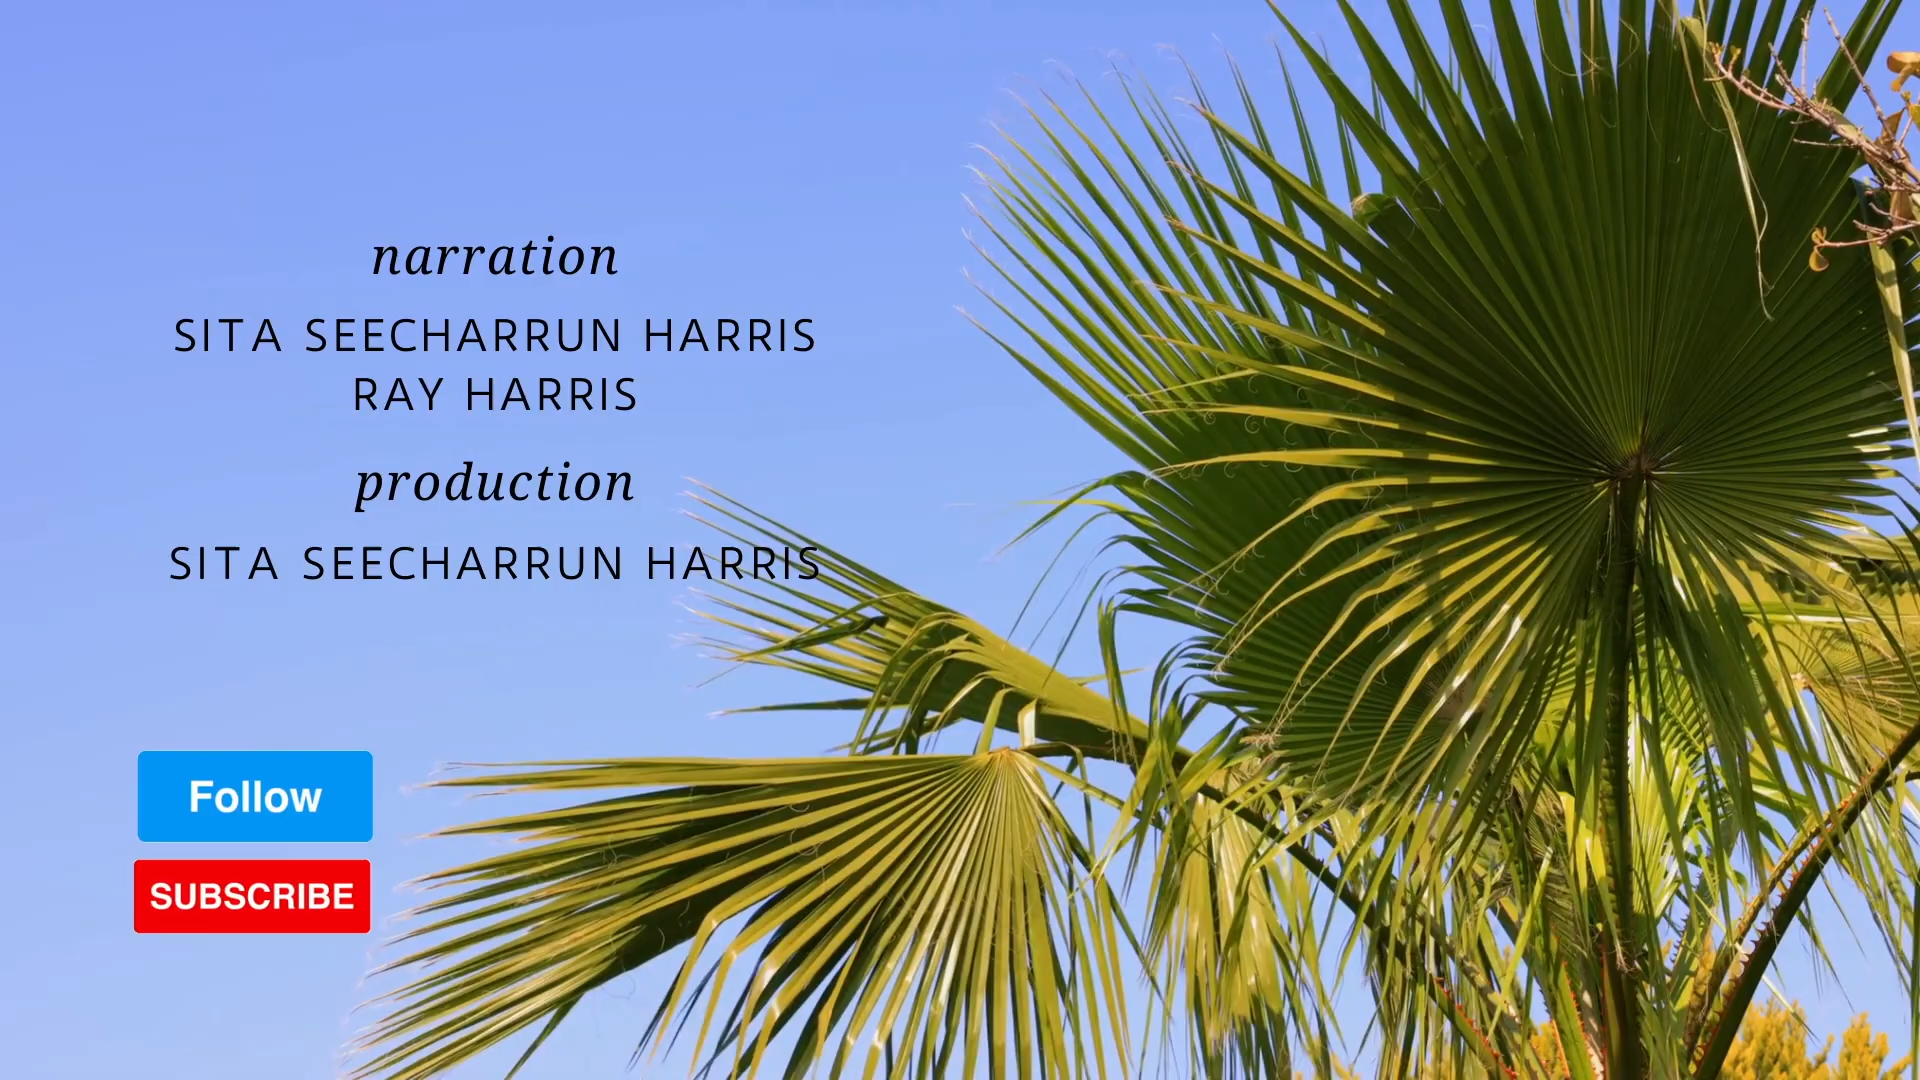 narration
SITA SEECHARRUN HARRIS
RAY HARRIS
production
SITA SEECHARRUN HARRIS
Follow
SUBSCRIBE